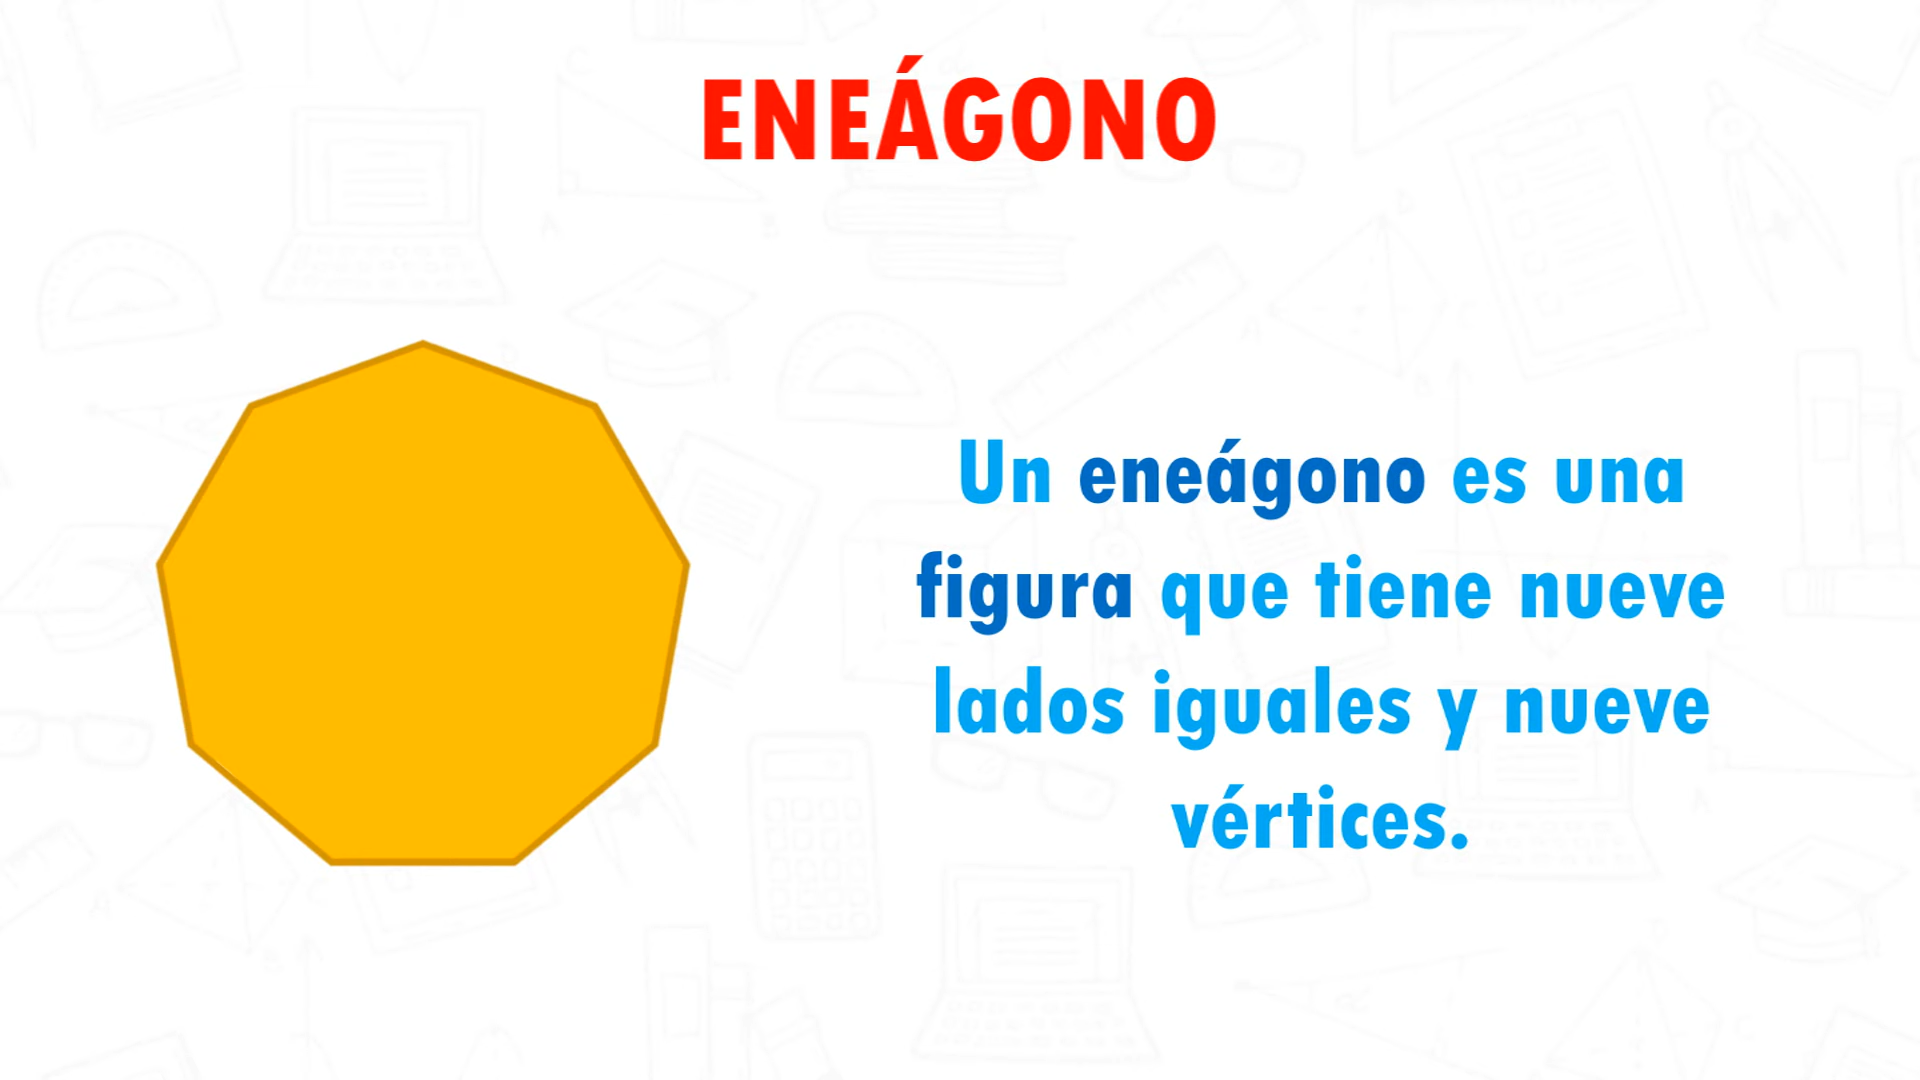 ENEÁGONO
Un eneágono es una
figura que tiene nueve
lados iguales y nueve
vértices.